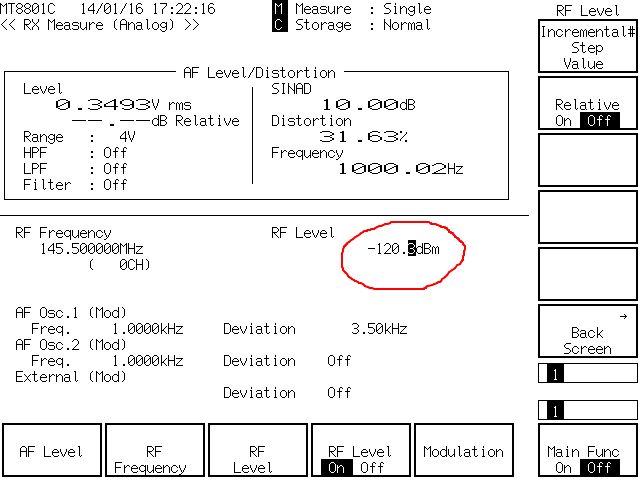 MT8801C 14/01/16 17:22:16 M Measure : Single
<< RX Measure (Analog) >> C Storage : Normal
AF Level/Distortion
Level
0.3493V rms
--.--dB Relative
Range : 4V
HPF : Off
LPF : Off
Filter : Off
SINAD
10.00dB
Distortion
31.63%
Frequency
1000.02Hz
RF Frequency
145.500000MHz
( 0CH)
RF Level
-120.3dBm
AF Osc.1 (Mod)
Freq. 1.0000kHz Deviation 3.50kHz
AF Osc.2 (Mod)
Freq. 1.0000kHz Deviation Off
External (Mod)
Deviation Off
AF Level
RF
Frequency
RF
Level
RF Level
On Off
Modulation
RF Level
Incremental#
Step
Value
Relative
On Off
→
Back
Screen
1
1
Main Func
On Off